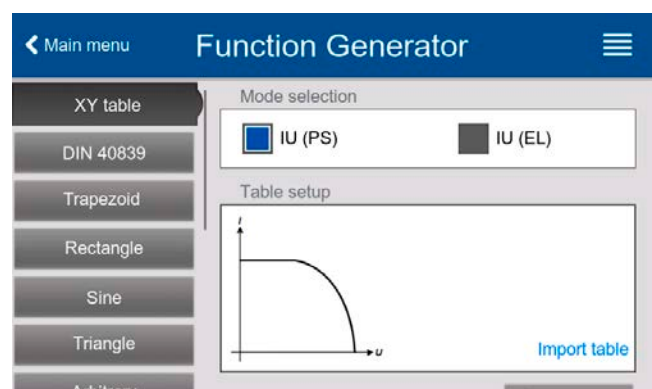 Main menu
Function Generator
XY table
DIN 40839
Trapezoid
Rectangle
Sine
Triangle
Mode selection
IU (PS)
IU (EL)
Table setup
I
U
Import table